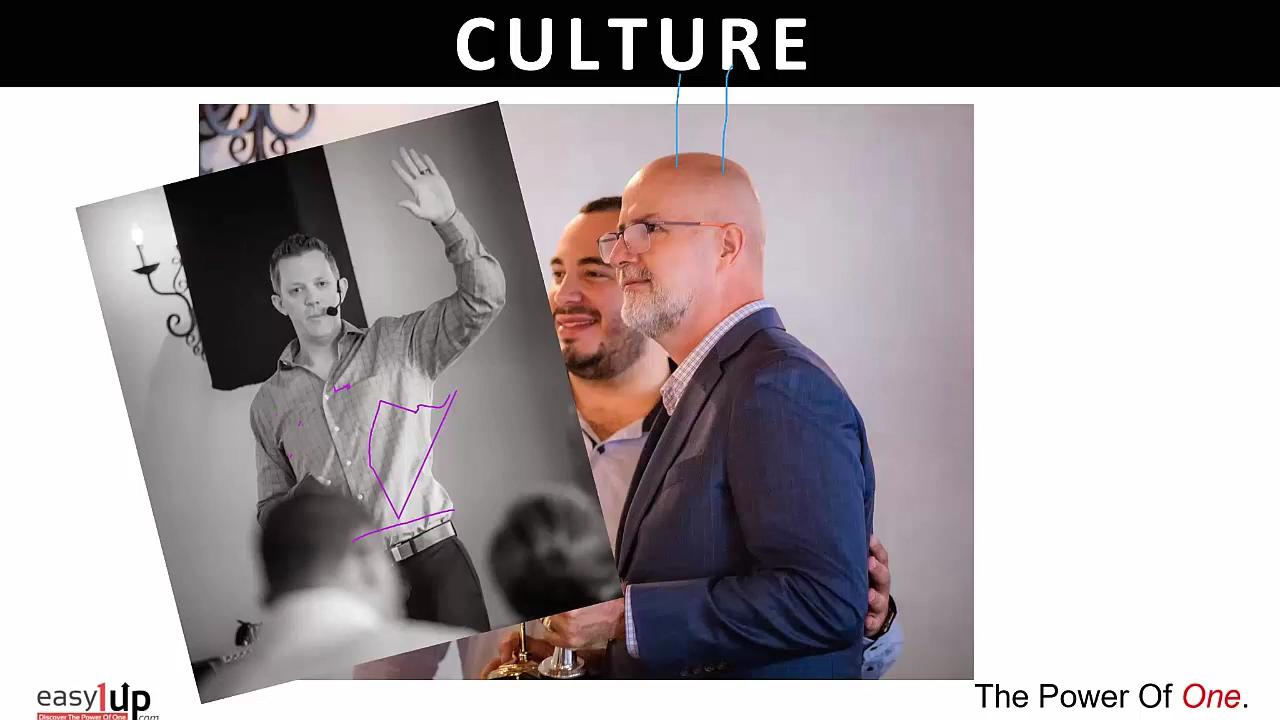 CULTURE
easy1up
Discover The Power Of One .com
The Power Of One.